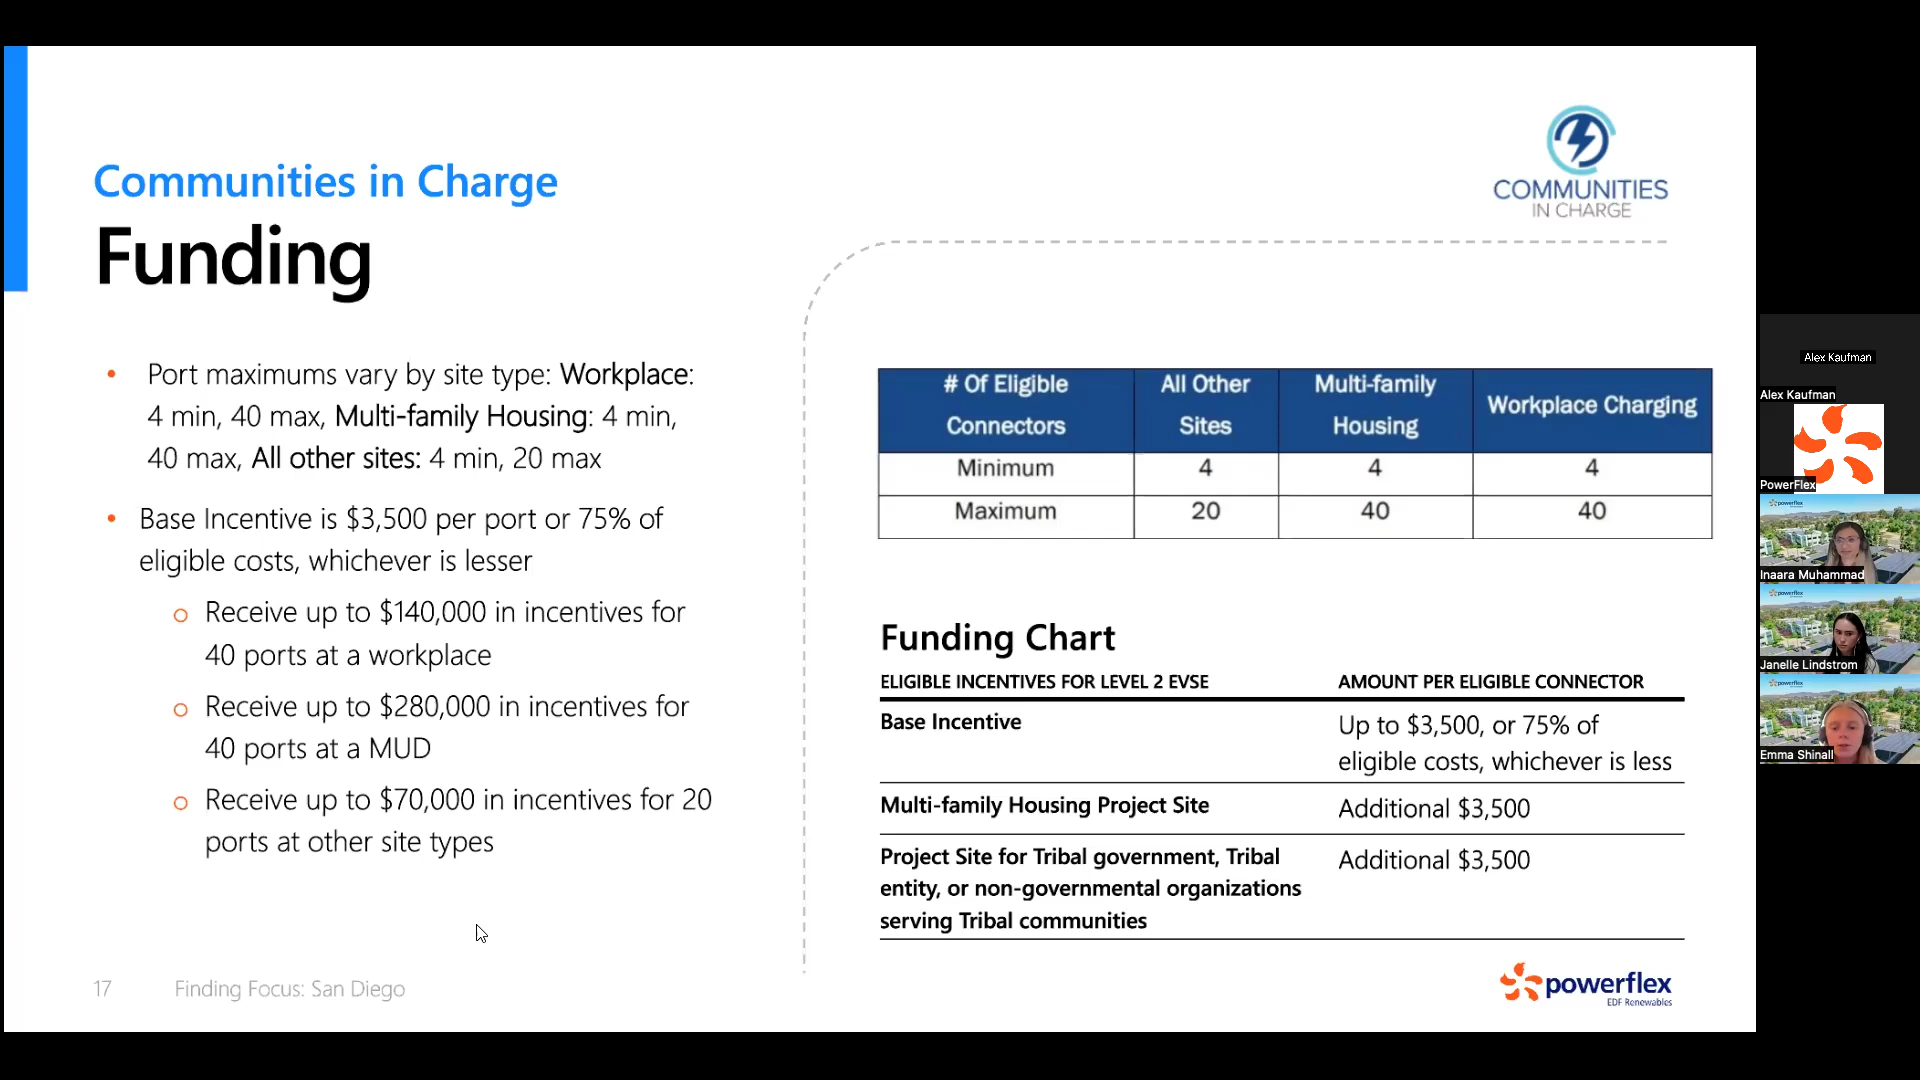 COMMUNITIES
IN CHARGE
Communities in Charge
Funding
• Port maximums vary by site type: Workplace:
4 min, 40 max, Multi-family Housing: 4 min,
40 max, All other sites: 4 min, 20 max
• Base Incentive is $3,500 per port or 75% of
eligible costs, whichever is lesser
o Receive up to $140,000 in incentives for
40 ports at a workplace
o Receive up to $280,000 in incentives for
40 ports at a MUD
o Receive up to $70,000 in incentives for 20
ports at other site types
# Of Eligible Connectors All Other Sites Multi-family Housing Workplace Charging
Minimum 4 4 4
Maximum 20 40 40
Funding Chart
ELIGIBLE INCENTIVES FOR LEVEL 2 EVSE AMOUNT PER ELIGIBLE CONNECTOR
Base Incentive Up to $3,500, or 75% of
eligible costs, whichever is less
Multi-family Housing Project Site Additional $3,500
Project Site for Tribal government, Tribal Additional $3,500
entity, or non-governmental organizations
serving Tribal communities
17 Finding Focus: San Diego
powerflex
EDF Renewables
Alex Kaufman
Alex Kaufman
PowerFlex
powerflex
Inaara Muhammad
powerflex
Janelle Lindstrom
powerflex
Emma Shinall